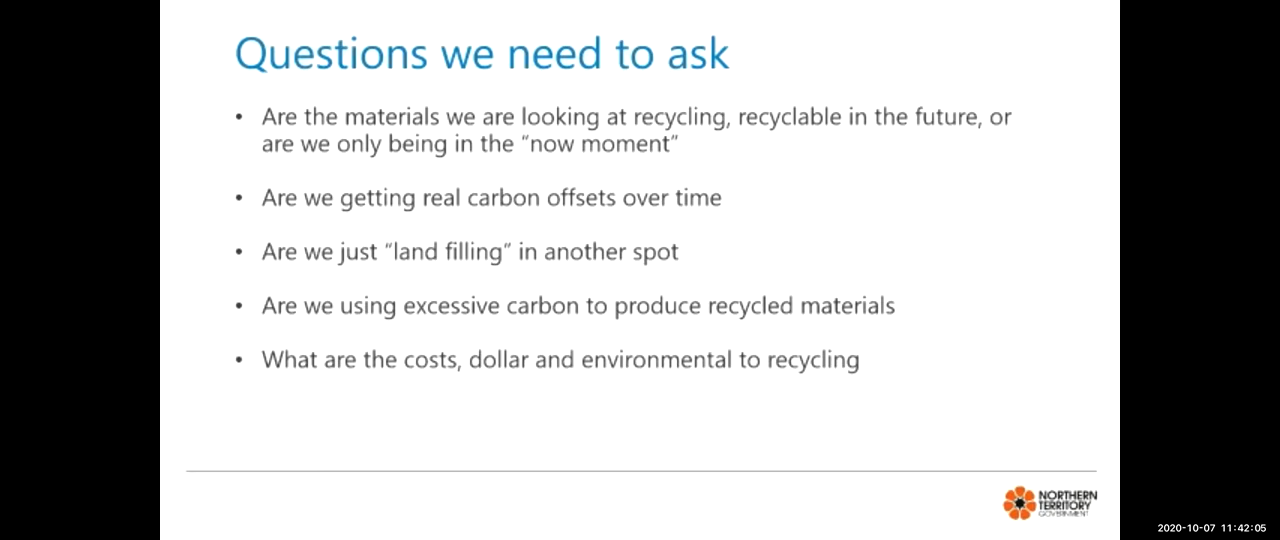 Questions we need to ask
• Are the materials we are looking at recycling, recyclable in the future, or
are we only being in the “now moment”
• Are we getting real carbon offsets over time
• Are we just “land filling” in another spot
• Are we using excessive carbon to produce recycled materials
• What are the costs, dollar and environmental to recycling
NORTHERN
TERRITORY
GOVERNMENT
2020-10-07 11:42:05